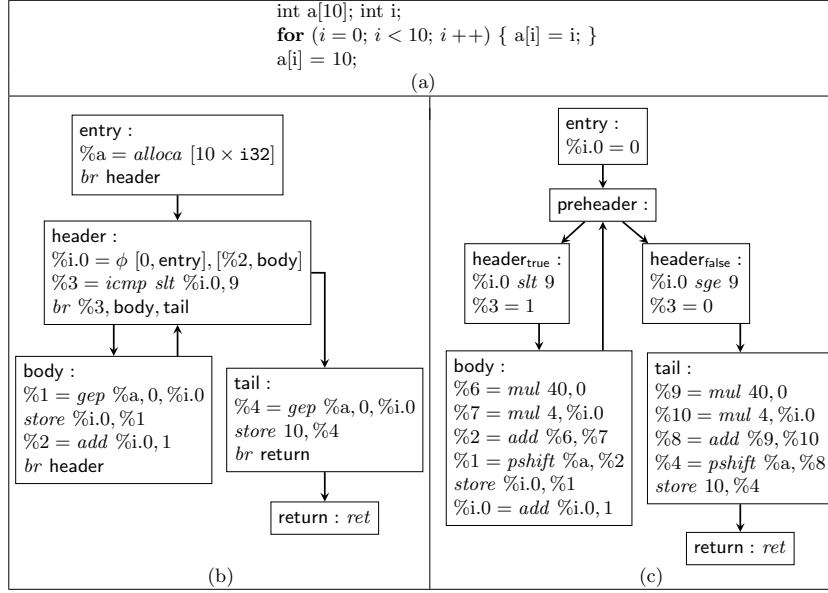 int a[10]; int i;
for (i = 0; i < 10; i ++) { a[i] = i; }
a[i] = 10;
(a)
entry :
%a = alloca [10 × i32]
br header
header :
%i.0 = ϕ [0, entry], [%2, body]
%3 = icmp slt %i.0, 9
br %3, body, tail
body :
%1 = gep %a, 0, %i.0
store %i.0, %1
%2 = add %i.0, 1
br header
tail :
%4 = gep %a, 0, %i.0
store 10, %4
br return
return : ret
(b)
entry :
%i.0 = 0
preheader :
header_true :
%i.0 slt 9
%3 = 1
header_false :
%i.0 sge 9
%3 = 0
body :
%6 = mul 40, 0
%7 = mul 4, %i.0
%2 = add %6, %7
%1 = pshift %a, %2
store %i.0, %1
%i.0 = add %i.0, 1
tail :
%9 = mul 40, 0
%10 = mul 4, %i.0
%8 = add %9, %10
%4 = pshift %a, %8
store 10, %4
return : ret
(c)